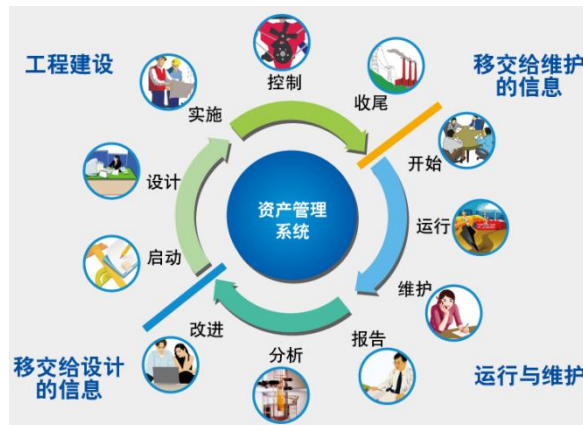 工程建设
移交给维护
的信息
控制
收尾
实施
开始
设计
资产管理
系统
运行
启动
维护
改进
报告
分析
移交给设计
的信息
运行与维护